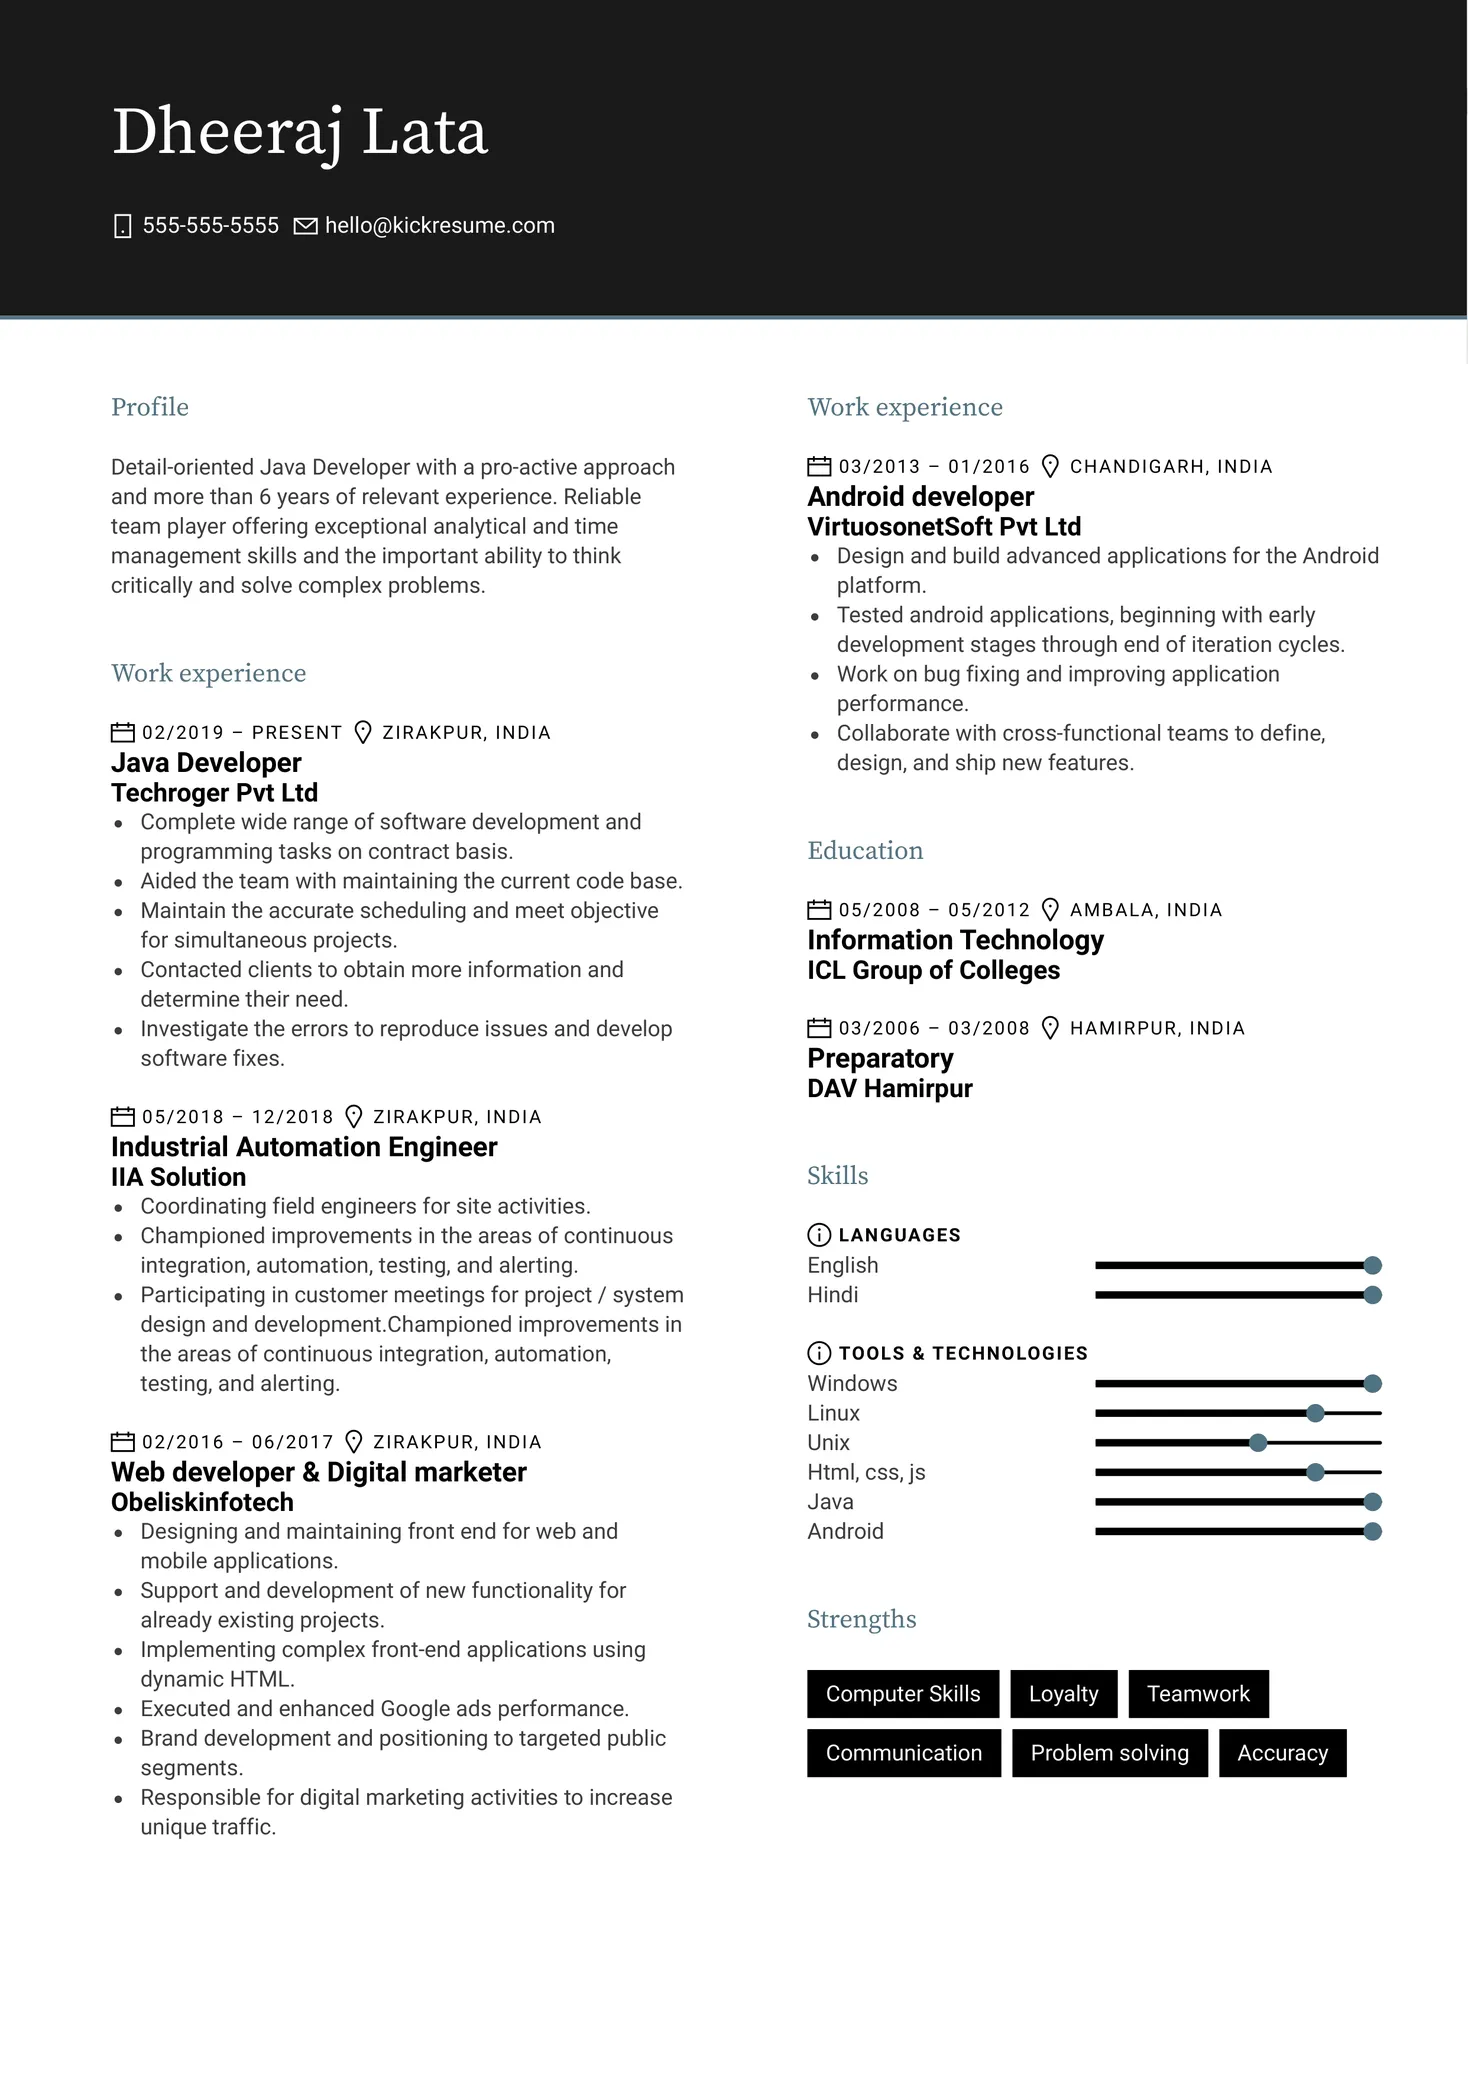 Dheeraj Lata
555-555-5555 hello@kickresume.com
Profile
Detail-oriented Java Developer with a pro-active approach
and more than 6 years of relevant experience. Reliable
team player offering exceptional analytical and time
management skills and the important ability to think
critically and solve complex problems.
Work experience
02/2019 – PRESENT ZIRAKPUR, INDIA
Java Developer
Techroger Pvt Ltd
• Complete wide range of software development and
programming tasks on contract basis.
• Aided the team with maintaining the current code base.
• Maintain the accurate scheduling and meet objective
for simultaneous projects.
• Contacted clients to obtain more information and
determine their need.
• Investigate the errors to reproduce issues and develop
software fixes.
05/2018 – 12/2018 ZIRAKPUR, INDIA
Industrial Automation Engineer
IIA Solution
• Coordinating field engineers for site activities.
• Championed improvements in the areas of continuous
integration, automation, testing, and alerting.
• Participating in customer meetings for project / system
design and development.Championed improvements in
the areas of continuous integration, automation,
testing, and alerting.
02/2016 – 06/2017 ZIRAKPUR, INDIA
Web developer & Digital marketer
Obeliskinfotech
• Designing and maintaining front end for web and
mobile applications.
• Support and development of new functionality for
already existing projects.
• Implementing complex front-end applications using
dynamic HTML.
• Executed and enhanced Google ads performance.
• Brand development and positioning to targeted public
segments.
• Responsible for digital marketing activities to increase
unique traffic.
Work experience
03/2013 – 01/2016 CHANDIGARH, INDIA
Android developer
VirtuosonetSoft Pvt Ltd
• Design and build advanced applications for the Android
platform.
• Tested android applications, beginning with early
development stages through end of iteration cycles.
• Work on bug fixing and improving application
performance.
• Collaborate with cross-functional teams to define,
design, and ship new features.
Education
05/2008 – 05/2012 AMBALA, INDIA
Information Technology
ICL Group of Colleges
03/2006 – 03/2008 HAMIRPUR, INDIA
Preparatory
DAV Hamirpur
Skills
LANGUAGES
English
Hindi
TOOLS & TECHNOLOGIES
Windows
Linux
Unix
Html, css, js
Java
Android
Strengths
Computer Skills Loyalty Teamwork
Communication Problem solving Accuracy